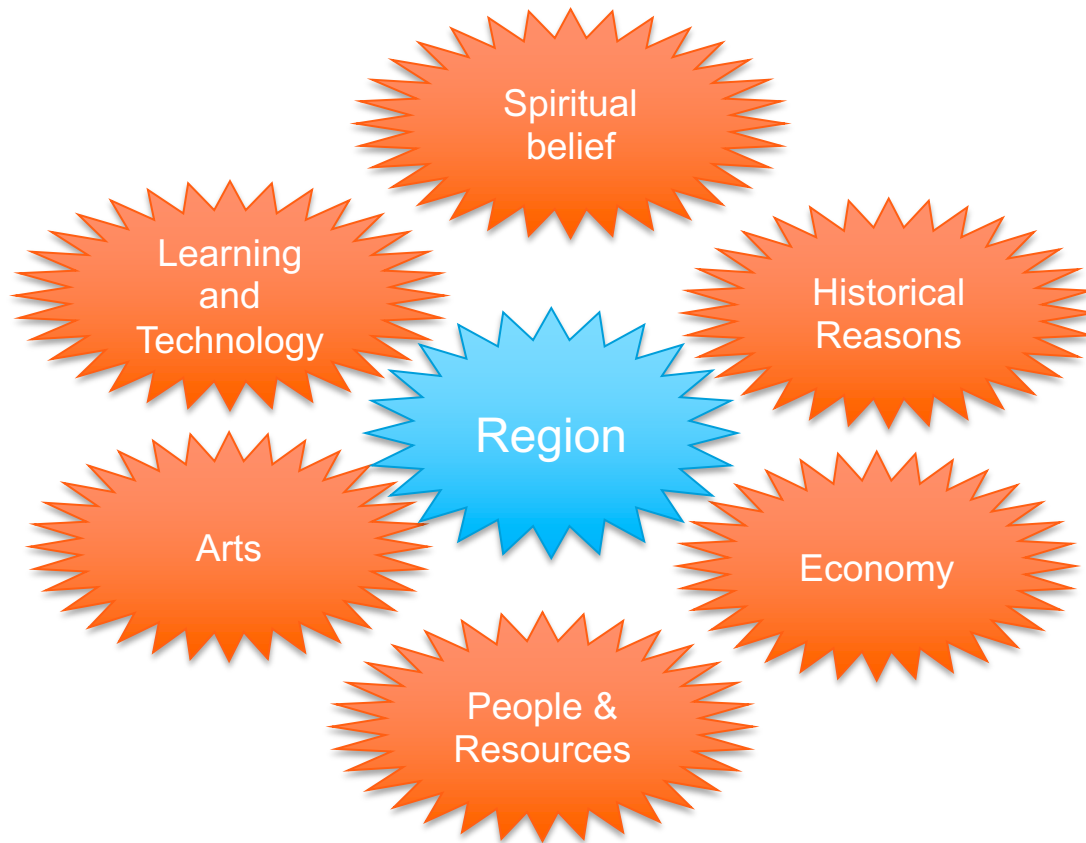 Spiritual
belief
Learning
and
Technology
Historical
Reasons
Region
Arts
Economy
People &
Resources